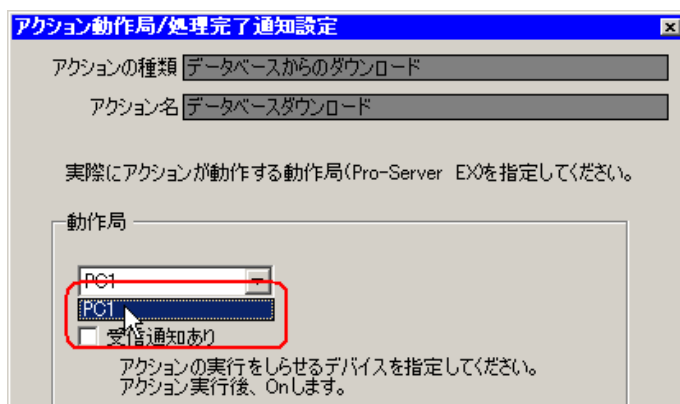 アクション動作局/処理完了通知設定
アクションの種類 データベースからのダウンロード
アクション名 データベースダウンロード
実際にアクションが動作する動作局(Pro-Server EX)を指定してください。
動作局
PC1
PC1
受信通知あり
アクションの実行をしらせるデバイスを指定してください。
アクション実行後、Onします。